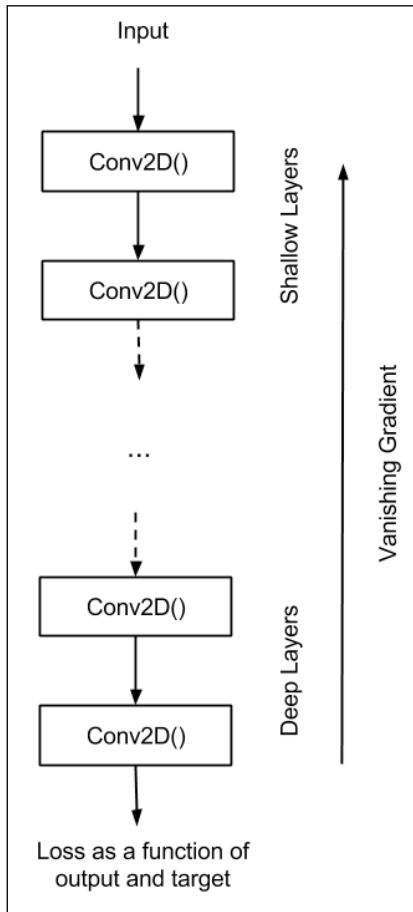 Input
Conv2D()
Shallow Layers
Conv2D()
Vanishing Gradient
...
Conv2D()
Deep Layers
Conv2D()
Loss as a function of
output and target